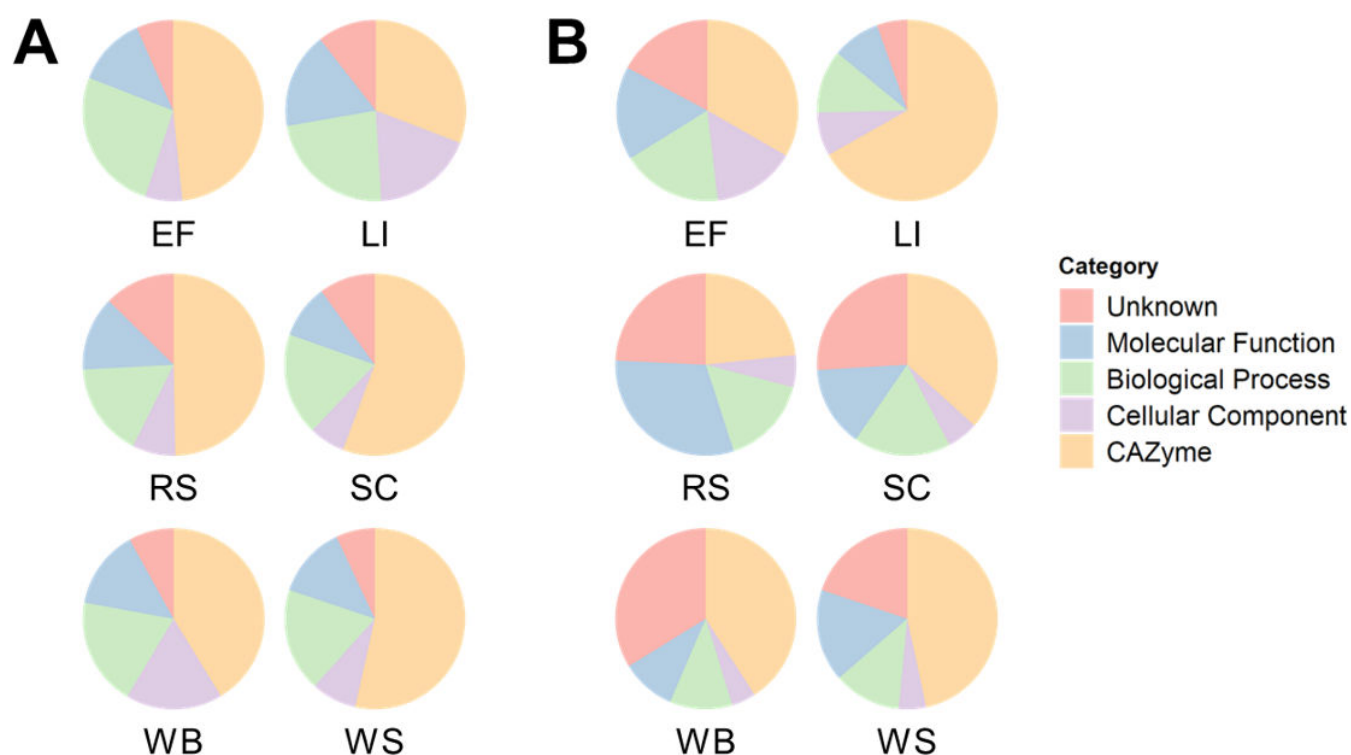 A
B
EF
LI
EF
LI
RS
SC
RS
SC
WB
WS
WB
WS
Category
Unknown
Molecular Function
Biological Process
Cellular Component
CAZyme